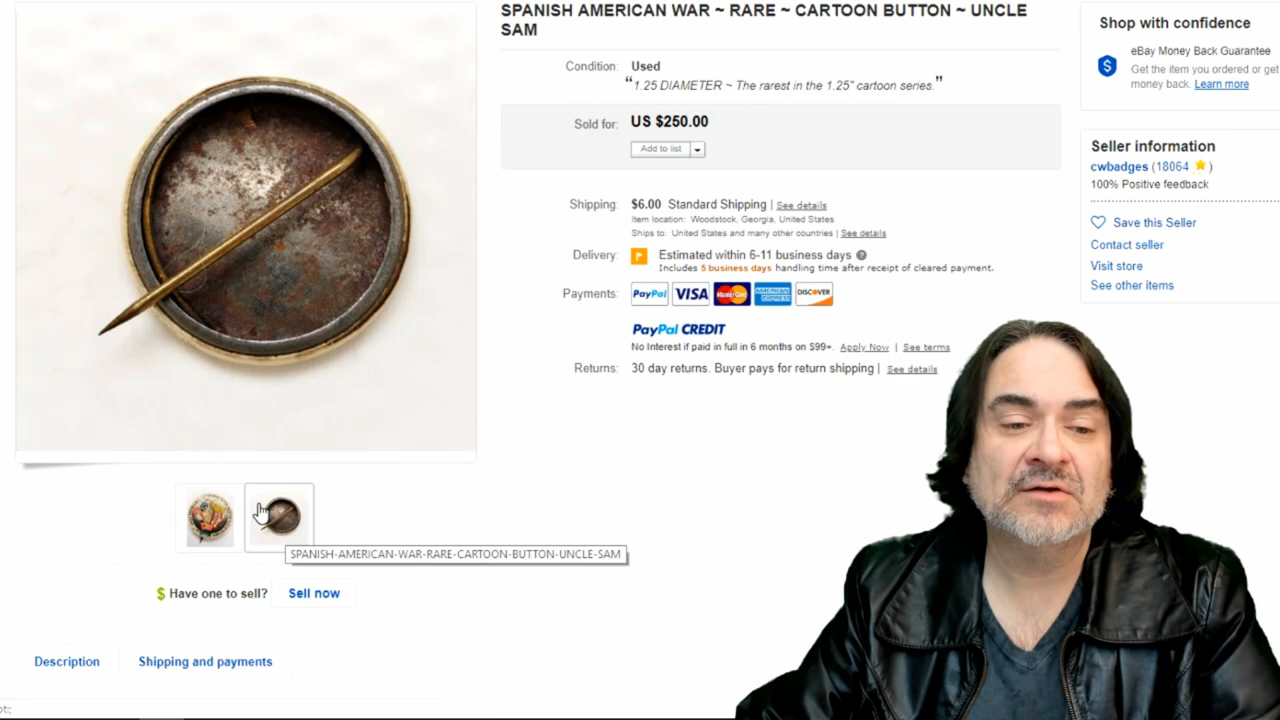 SPANISH AMERICAN WAR ~ RARE ~ CARTOON BUTTON ~ UNCLE
SAM
Condition: Used
“1.25 DIAMETER ~ The rarest in the 1.25" cartoon series.”
Sold for: US $250.00
Add to list
Shipping: $6.00 Standard Shipping | See details
Item location: Woodstock, Georgia, United States
Ships to: United States and many other countries | See details
Delivery: Estimated within 6-11 business days
Includes 5 business days handling time after receipt of cleared payment.
Payments: PayPal VISA MasterCard AMERICAN EXPRESS DISCOVER
PayPal CREDIT
No Interest if paid in full in 6 months on $99+. Apply Now | See terms
Returns: 30 day returns. Buyer pays for return shipping | See details
Shop with confidence
eBay Money Back Guarantee
Get the item you ordered or get
money back. Learn more
Seller information
cwbadges (18064 )
100% Positive feedback
Save this Seller
Contact seller
Visit store
See other items
SPANISH-AMERICAN-WAR-RARE-CARTOON-BUTTON-UNCLE-SAM
$ Have one to sell? Sell now
Description Shipping and payments